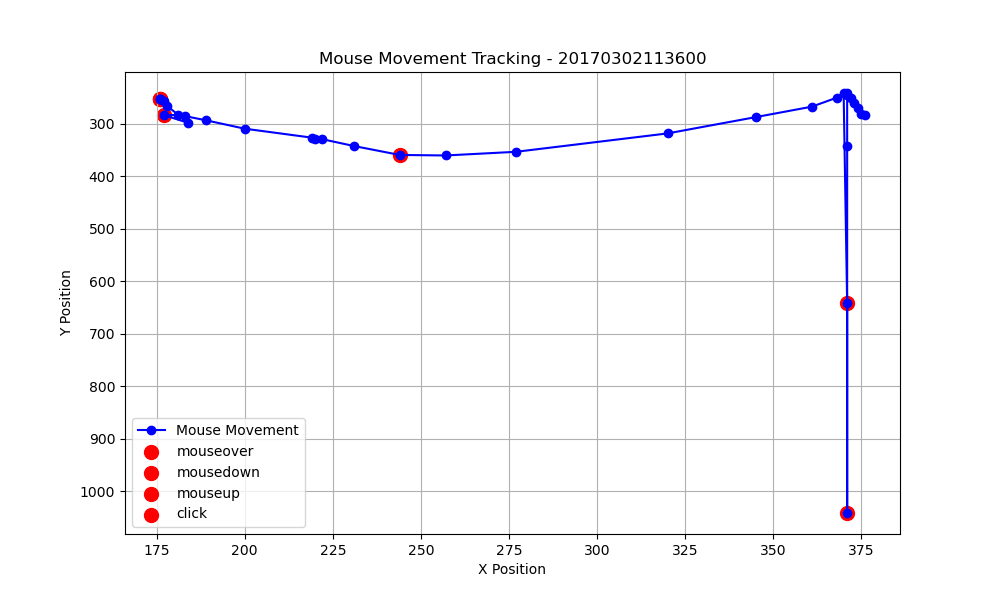 Mouse Movement Tracking - 20170302113600
Y Position
300
400
500
600
700
800
900
1000
Mouse Movement
mouseover
mousedown
mouseup
click
175 200 225 250 275 300 325 350 375
X Position